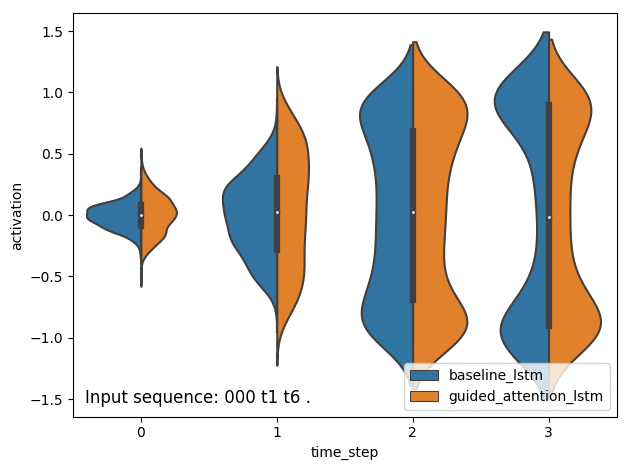 1.5
1.0
0.5
0.0
−0.5
−1.0
−1.5
activation
Input sequence: 000 t1 t6 .
baseline_lstm
guided_attention_lstm
0 1 2 3
time_step